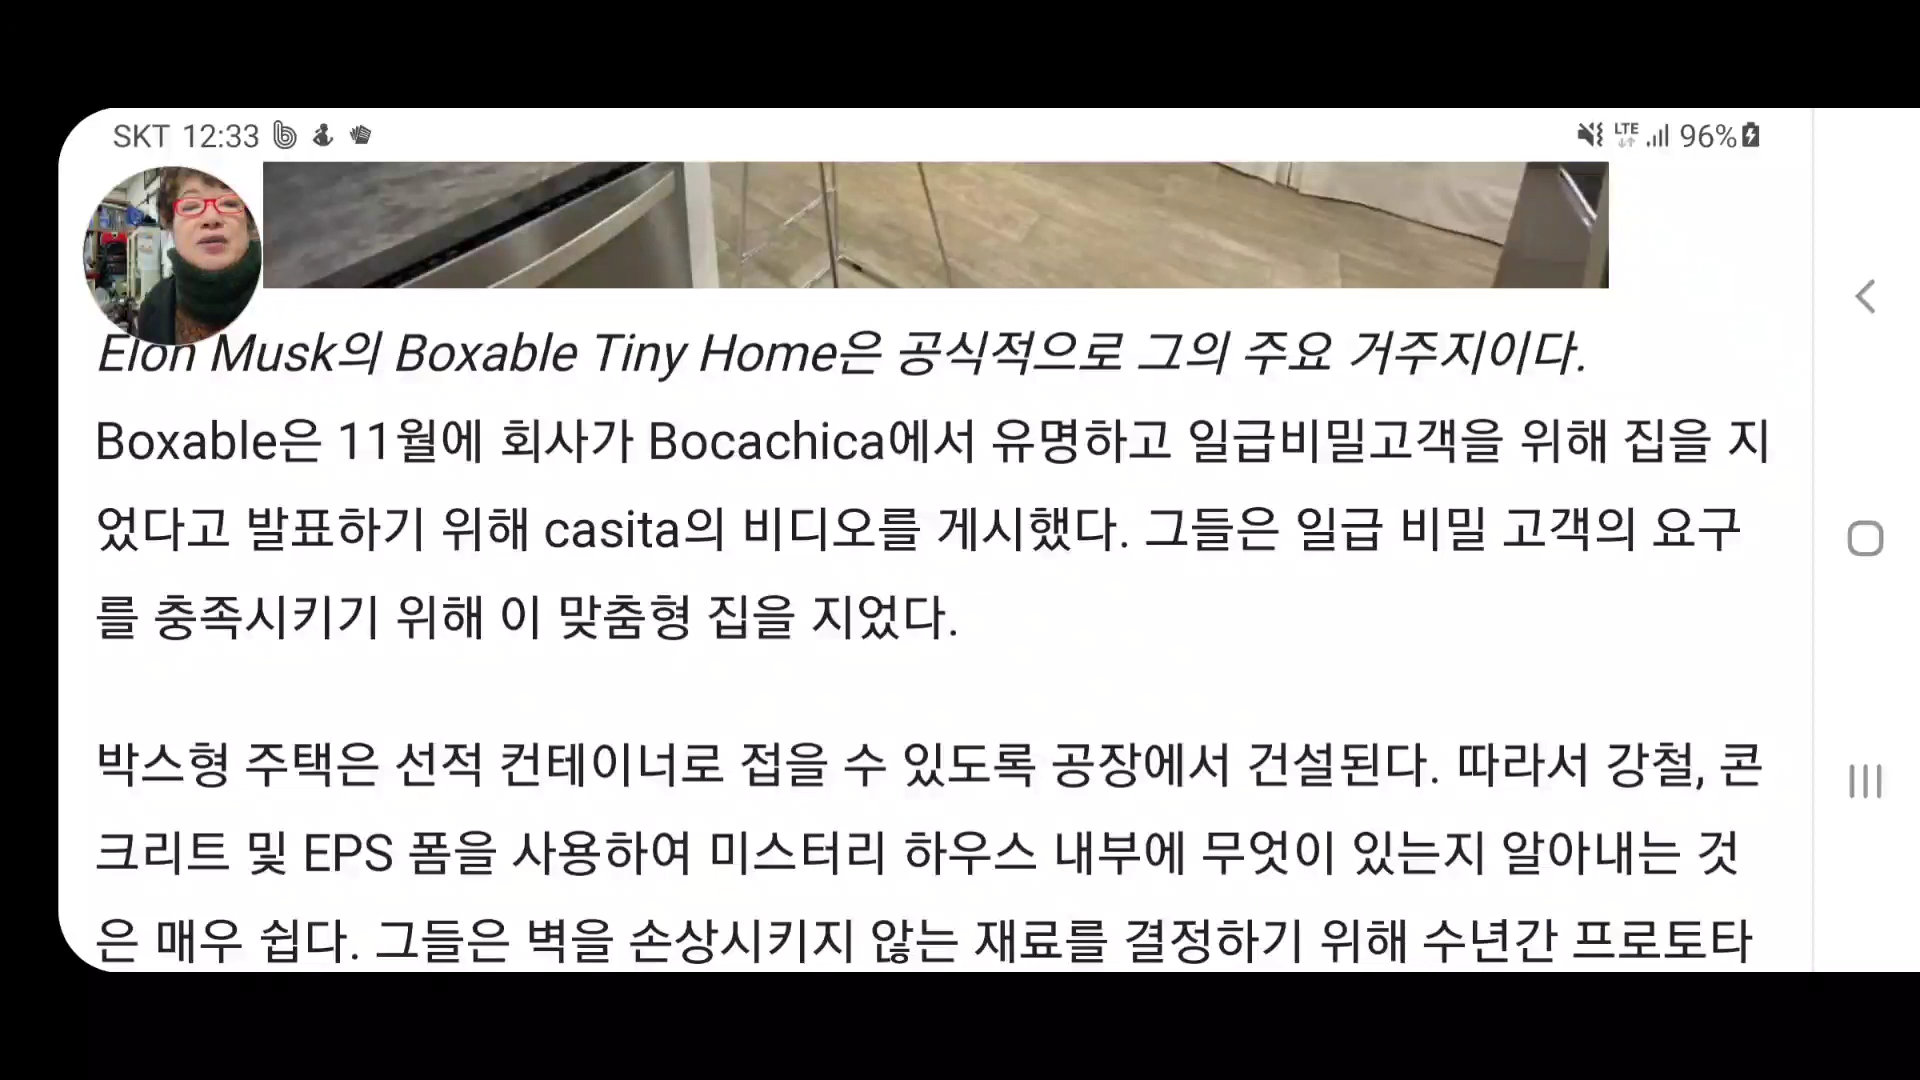 SKT 12:33
LTE 96%
Elon Musk의 Boxable Tiny Home은 공식적으로 그의 주요 거주지이다.
Boxable은 11월에 회사가 Bocachica에서 유명하고 일급비밀고객을 위해 집을 지
었다고 발표하기 위해 casita의 비디오를 게시했다. 그들은 일급 비밀 고객의 요구
를 충족시키기 위해 이 맞춤형 집을 지었다.
박스형 주택은 선적 컨테이너로 접을 수 있도록 공장에서 건설된다. 따라서 강철, 콘
크리트 및 EPS 폼을 사용하여 미스터리 하우스 내부에 무엇이 있는지 알아내는 것
은 매우 쉽다. 그들은 벽을 손상시키지 않는 재료를 결정하기 위해 수년간 프로토타